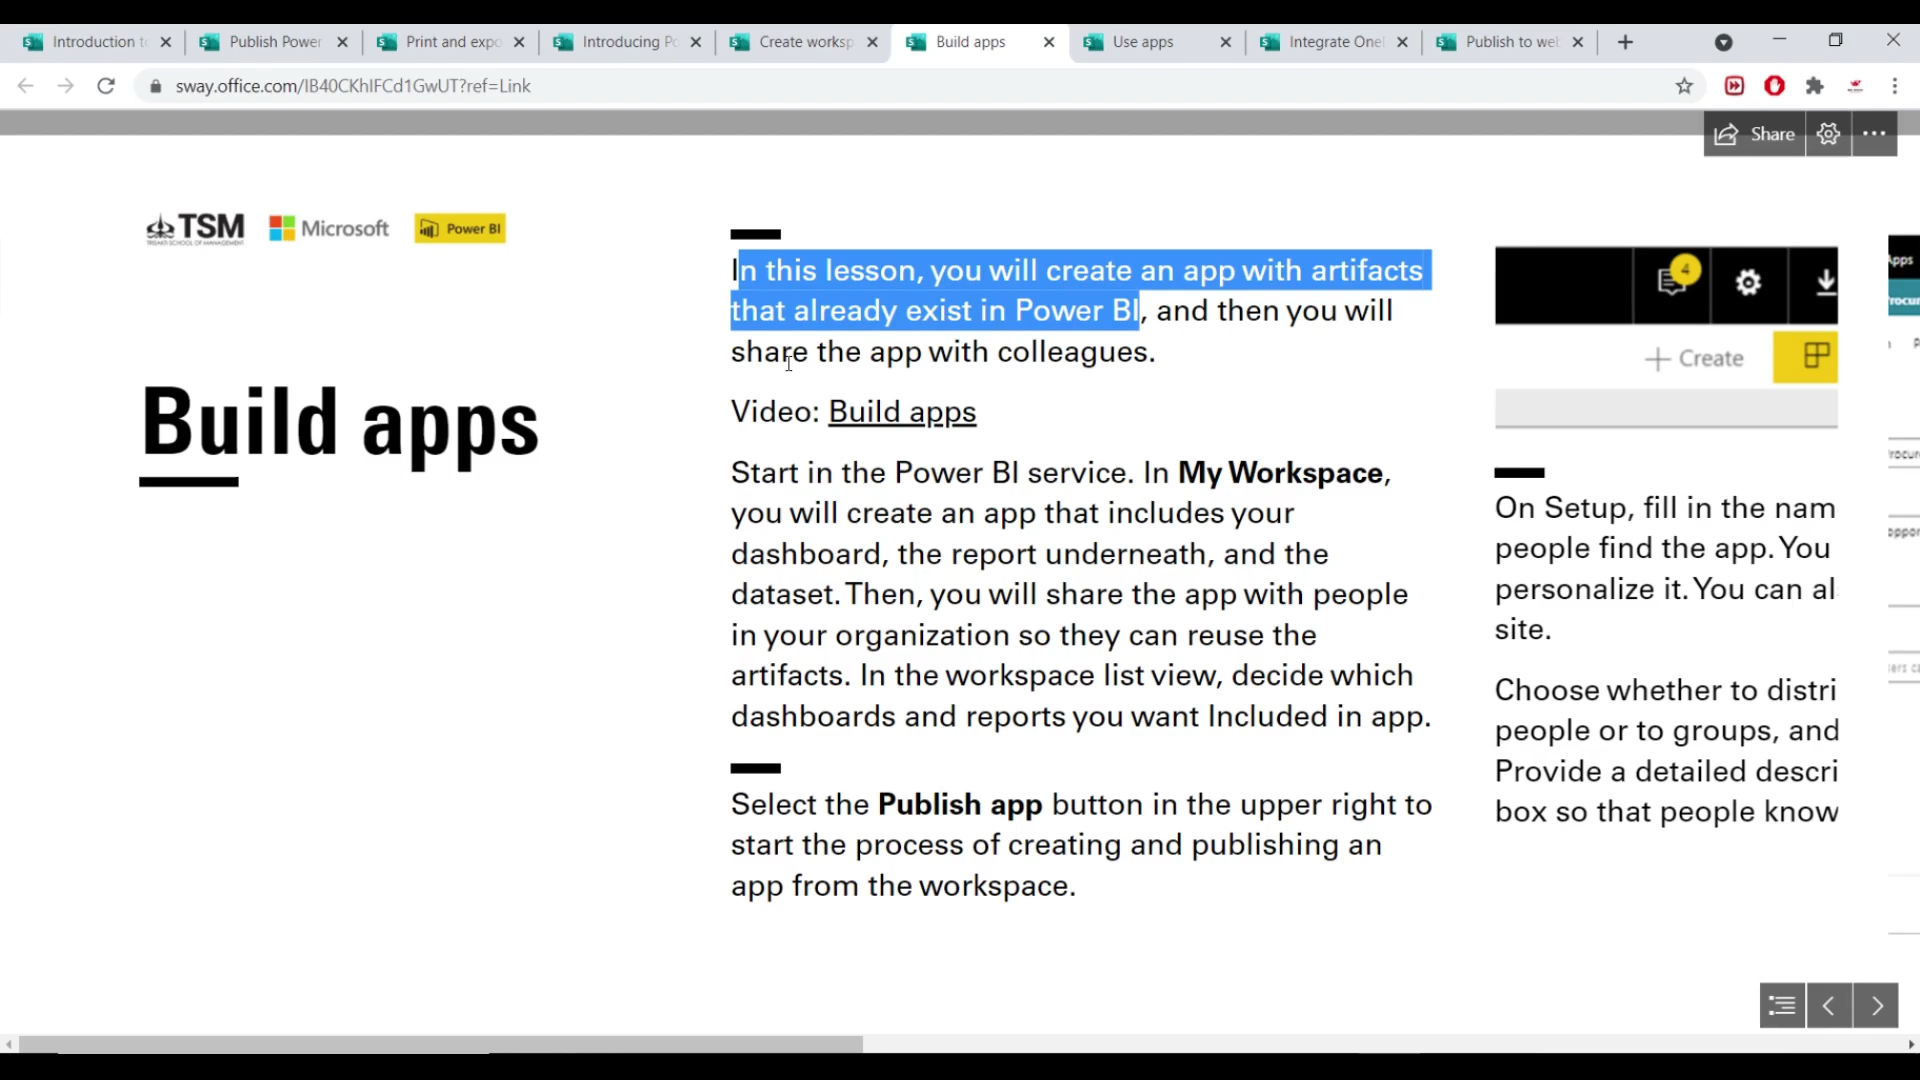 Introduction to
Publish Power
Print and expo
Introducing Po
Create worksp
Build apps
Use apps
Integrate One
Publish to web
sway.office.com/IB40CKhIFCd1GwUT?ref=Link
Share
TSM
TRISAKTI SCHOOL OF MANAGEMENT
Microsoft
Power BI
Build apps
In this lesson, you will create an app with artifacts
that already exist in Power BI, and then you will
share the app with colleagues.
Video: Build apps
Start in the Power BI service. In My Workspace,
you will create an app that includes your
dashboard, the report underneath, and the
dataset. Then, you will share the app with people
in your organization so they can reuse the
artifacts. In the workspace list view, decide which
dashboards and reports you want Included in app.
Select the Publish app button in the upper right to
start the process of creating and publishing an
app from the workspace.
4
Create
On Setup, fill in the nam
people find the app. You
personalize it. You can al
site.
Choose whether to distri
people or to groups, and
Provide a detailed descri
box so that people know
Apps